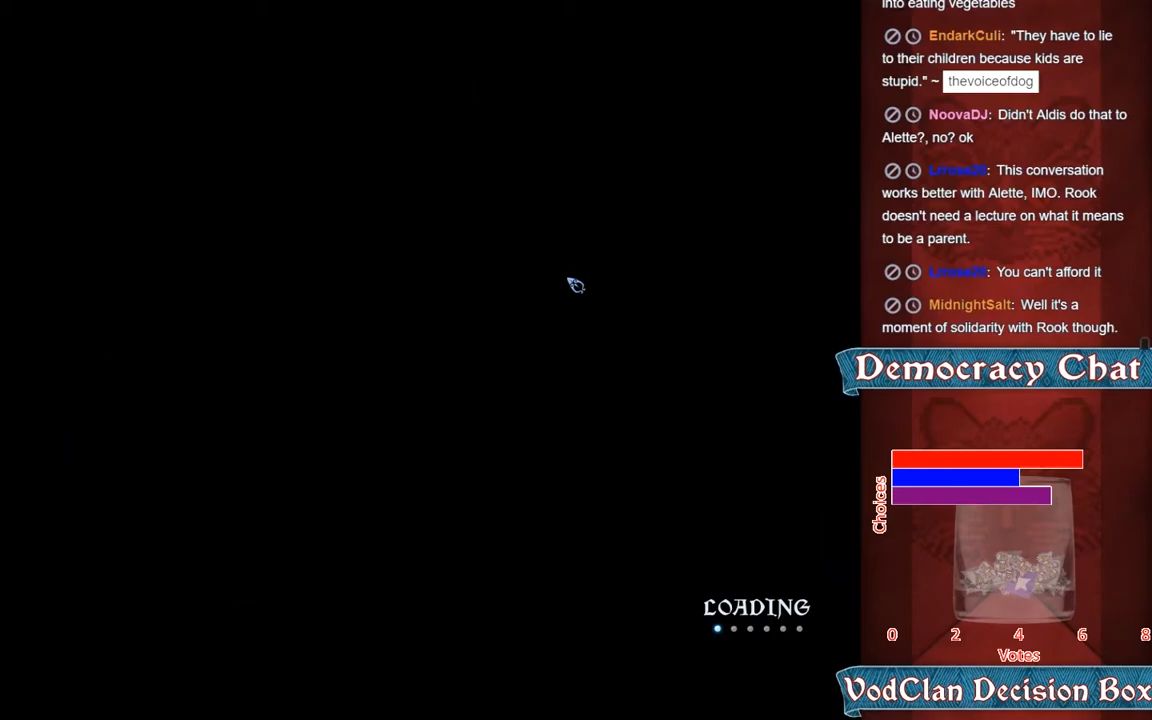 into eating vegetables
EndarkCuli: "They have to lie
to their children because kids are
stupid." ~ thevoiceofdog
NoovaDJ: Didn't Aldis do that to
Alette?, no? ok
This conversation
works better with Alette, IMO. Rook
doesn't need a lecture on what it means
to be a parent.
You can't afford it
MidnightSalt: Well it's a
moment of solidarity with Rook though.
Democracy Chat
Choices
LOADING
0 2 4 6 8
Votes
VodClan Decision Box